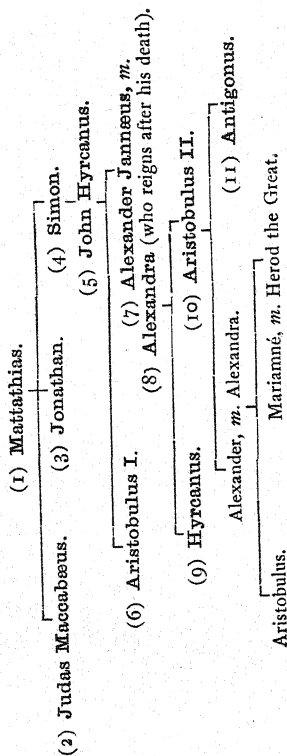 (1) Mattathias.
(2) Judas Maccabæus. (3) Jonathan. (4) Simon.
(5) John Hyrcanus.
(6) Aristobulus I. (7) Alexander Jannæus, m.
(8) Alexandra (who reigns after his death).
(9) Hyrcanus. (10) Aristobulus II.
Alexander, m. Alexandra. (11) Antigonus.
Aristobulus. Mariamné, m. Herod the Great.